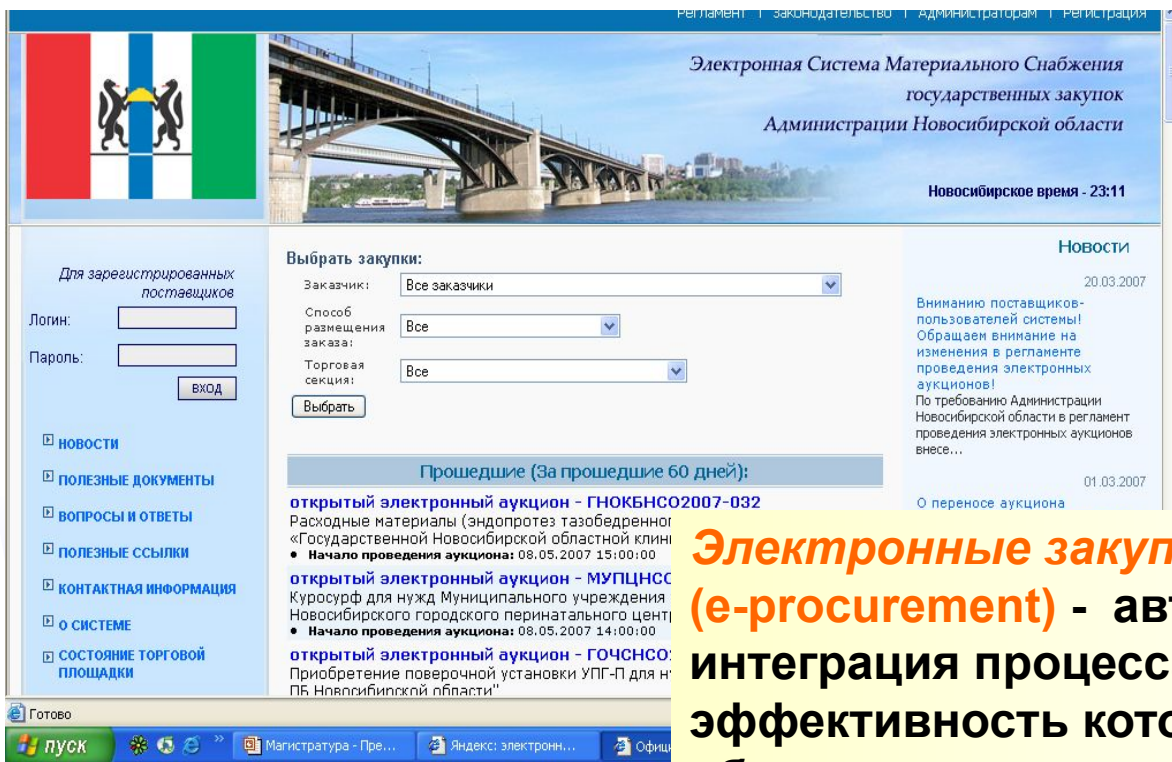 Регламент | Законодательство | Администраторам | Регистрация
Электронная Система Материального Снабжения
государственных закупок
Администрации Новосибирской области
Новосибирское время - 23:11
Для зарегистрированных
поставщиков
Логин:
Пароль:
вход
НОВОСТИ
ПОЛЕЗНЫЕ ДОКУМЕНТЫ
ВОПРОСЫ И ОТВЕТЫ
ПОЛЕЗНЫЕ ССЫЛКИ
КОНТАКТНАЯ ИНФОРМАЦИЯ
О СИСТЕМЕ
СОСТОЯНИЕ ТОРГОВОЙ
ПЛОЩАДКИ
Выбрать закупки:
Заказчик: Все заказчики
Способ
размещения Все
заказа:
Торговая
секция: Все
Выбрать
Прошедшие (За прошедшие 60 дней):
открытый электронный аукцион - ГНОКБНСО2007-032
Расходные материалы (эндопротез тазобедренног
«Государственной Новосибирской областной клин
• Начало проведения аукциона: 08.05.2007 15:00:00
открытый электронный аукцион - МУПЦНСО
Куросурф для нужд Муниципального учреждения
Новосибирского городского перинатального цент
• Начало проведения аукциона: 08.05.2007 14:00:00
открытый электронный аукцион - ГОЧСНСО
Приобретение поверочной установки УПГ-П для н
ПБ Новосибирской области"
Новости
20.03.2007
Вниманию поставщиков-
пользователей системы!
Обращаем внимание на
изменения в регламенте
проведения электронных
аукционов!
По требованию Администрации
Новосибирской области в регламент
проведения электронных аукционов
внесе...
01.03.2007
О переносе аукциона
Электронные закуп
(e-procurement) - авт
интеграция процесс
эффективность кото
Готово
пуск
Магистратура - Пре...
Яндекс: электронн...
Офиц